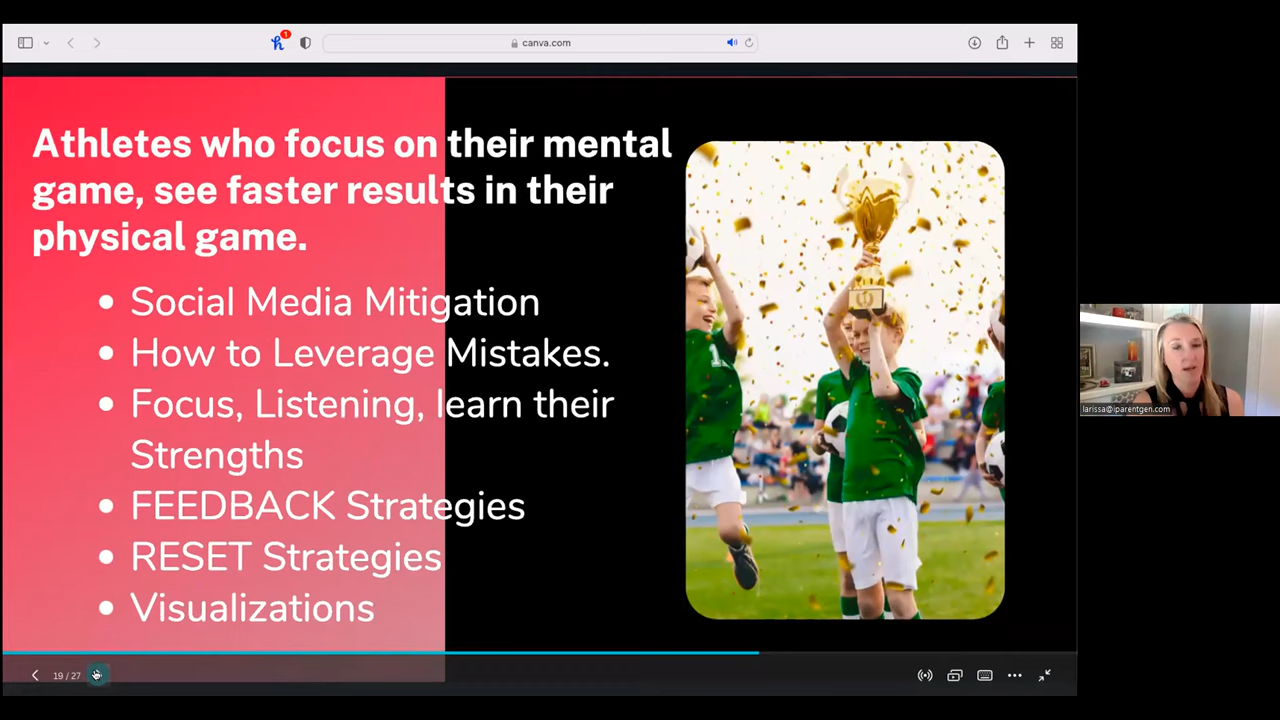 1
canva.com
Athletes who focus on their mental
game, see faster results in their
physical game.
Social Media Mitigation
How to Leverage Mistakes.
Focus, Listening, learn their
Strengths
FEEDBACK Strategies
RESET Strategies
Visualizations
larissa@iparentgen.com
19 / 27